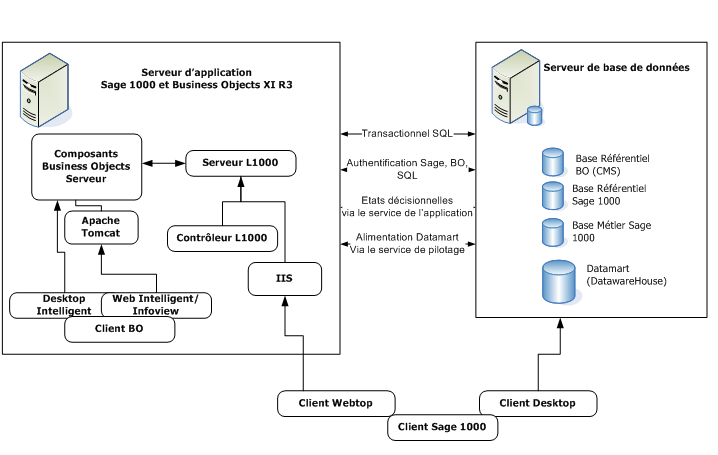 Serveur d'application
Sage 1000 et Business Objects XI R3
Serveur de base de données
Composants
Business Objects
Serveur
Serveur L1000
Apache
Tomcat
Contrôleur L1000
IIS
Desktop
Intelligent
Web Intelligent/
Infoview
Client BO
Transactionnel SQL
Authentification Sage, BO,
SQL
Etats décisionnelles
via le service de l'application
Alimentation Datamart
Via le service de pilotage
Base Référentiel
BO (CMS)
Base Référentiel
Sage 1000
Base Métler Sage
1000
Datamart
(DatawareHouse)
Client Webtop
Client Desktop
Client Sage 1000